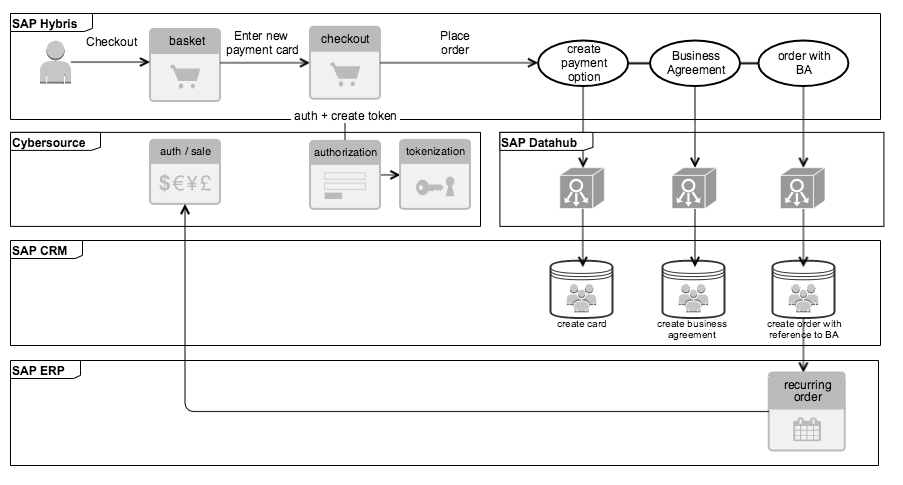 SAP Hybris
Checkout
basket
Enter new
payment card
checkout
Place
order
create
payment
option
Business
Agreement
order with
BA
auth + create token
Cybersource
auth / sale
$€¥£
authorization
tokenization
SAP Datahub
SAP CRM
create card
create business
agreement
create order with
reference to BA
SAP ERP
recurring
order